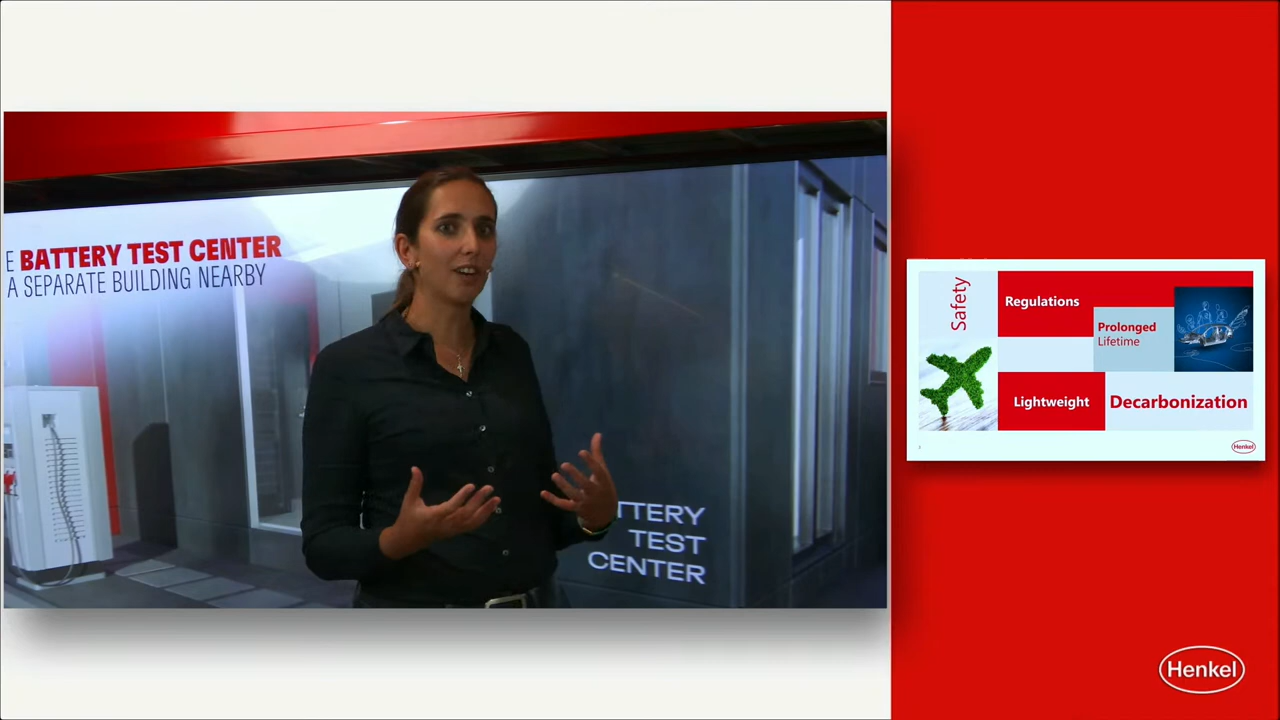 E BATTERY TEST CENTER
A SEPARATE BUILDING NEARBY
TTERY
TEST
CENTER
Safety
Regulations
Prolonged
Lifetime
Lightweight
Decarbonization
Henkel
Henkel